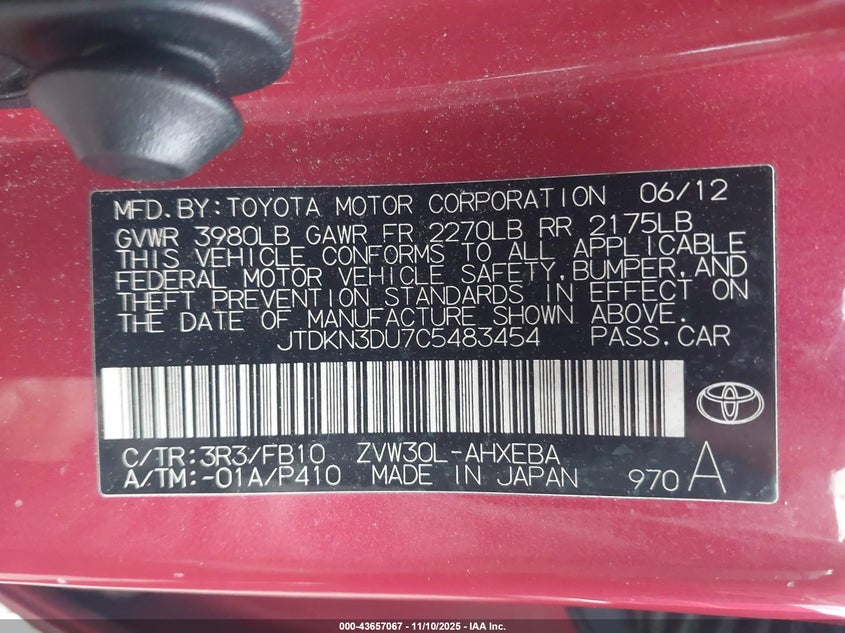 MFD.BY:TOYOTA MOTOR CORPORATION 06/12
GVWR 3980LB GAWR FR 2270LB RR 2175LB
THIS VEHICLE CONFORMS TO ALL APPLICABLE
FEDERAL MOTOR VEHICLE SAFETY,BUMPER,AND
THEFT PREVENTION STANDARDS IN EFFECT ON
THE DATE OF MANUFACTURE SHOWN ABOVE.
JTDKN3DU7C5483454 PASS.CAR
C/TR:3R3/FB10 ZVW30L-AHXEBA
A/TM:-01A/P410 MADE IN JAPAN 970 A
000-43657067 - 11/10/2025 - IAA Inc.